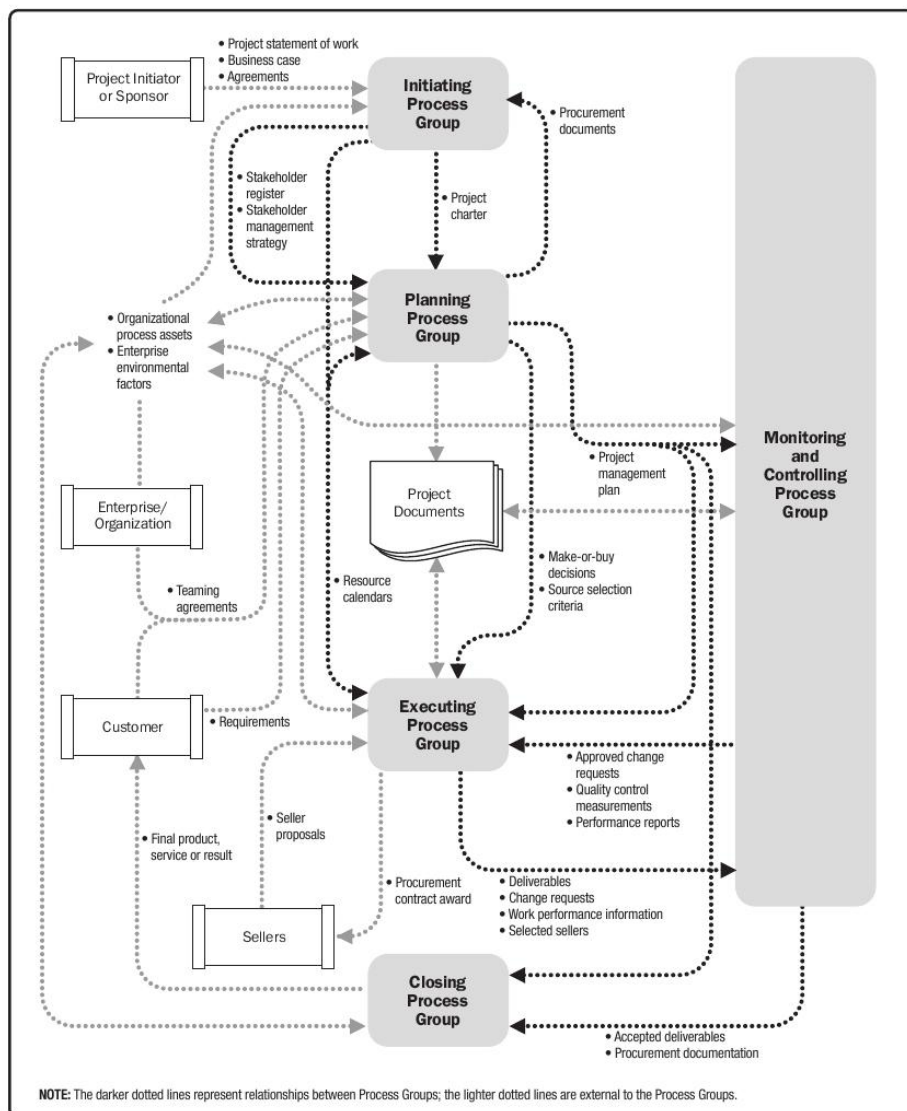 • Project statement of work
• Business case
• Agreements
Project Initiator
or Sponsor
Initiating
Process
Group
• Procurement
documents
• Stakeholder
register
• Stakeholder
management
strategy
• Project
charter
Planning
Process
Group
• Organizational
process assets
• Enterprise
environmental
factors
Monitoring
and
Controlling
Process
Group
• Project
management
plan
Project
Documents
Enterprise/
Organization
• Make-or-buy
decisions
• Source selection
criteria
• Resource
calendars
• Teaming
agreements
Customer
• Requirements
Executing
Process
Group
• Approved change
requests
• Quality control
measurements
• Performance reports
• Seller
proposals
• Final product,
service or result
• Procurement
contract award
• Deliverables
• Change requests
• Work performance information
• Selected sellers
Sellers
Closing
Process
Group
• Accepted deliverables
• Procurement documentation
NOTE: The darker dotted lines represent relationships between Process Groups; the lighter dotted lines are external to the Process Groups.